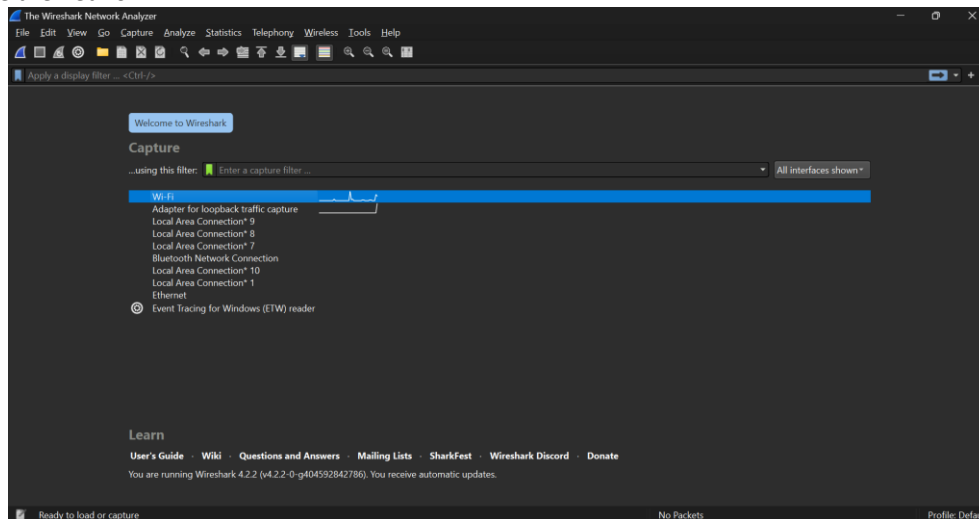 The Wireshark Network Analyzer
File Edit View Go Capture Analyze Statistics Telephony Wireless Tools Help
Apply a display filter ... <Ctrl-/>
Welcome to Wireshark
Capture
...using this filter: Enter a capture filter ... All interfaces shown
Wi-Fi
Adapter for loopback traffic capture
Local Area Connection* 9
Local Area Connection* 8
Local Area Connection* 7
Bluetooth Network Connection
Local Area Connection* 10
Local Area Connection* 1
Ethernet
Event Tracing for Windows (ETW) reader
Learn
User's Guide · Wiki · Questions and Answers · Mailing Lists · SharkFest · Wireshark Discord · Donate
You are running Wireshark 4.2.2 (v4.2.2-0-g404592842786). You receive automatic updates.
Ready to load or capture No Packets Profile: Defa